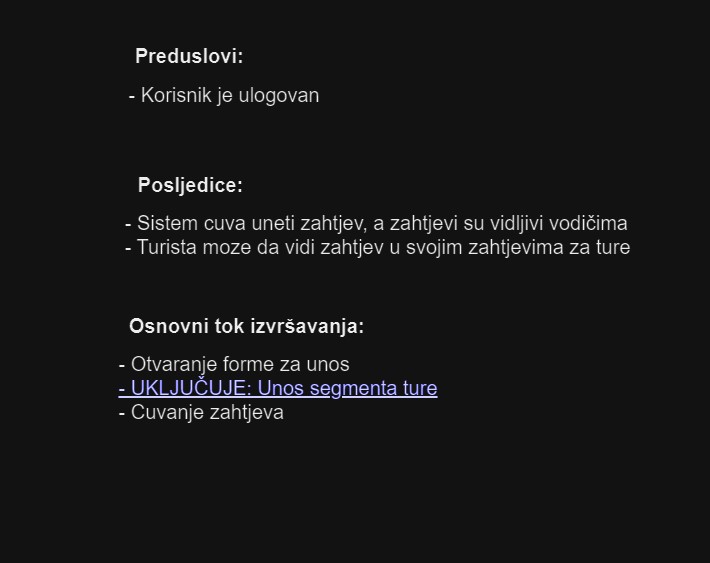 Preduslovi:
- Korisnik je ulogovan
Posljedice:
- Sistem cuva uneti zahtjev, a zahtjevi su vidljivi vodičima
- Turista moze da vidi zahtjev u svojim zahtjevima za ture
Osnovni tok izvršavanja:
- Otvaranje forme za unos
- UKLJUČUJE: Unos segmenta ture
- Cuvanje zahtjeva